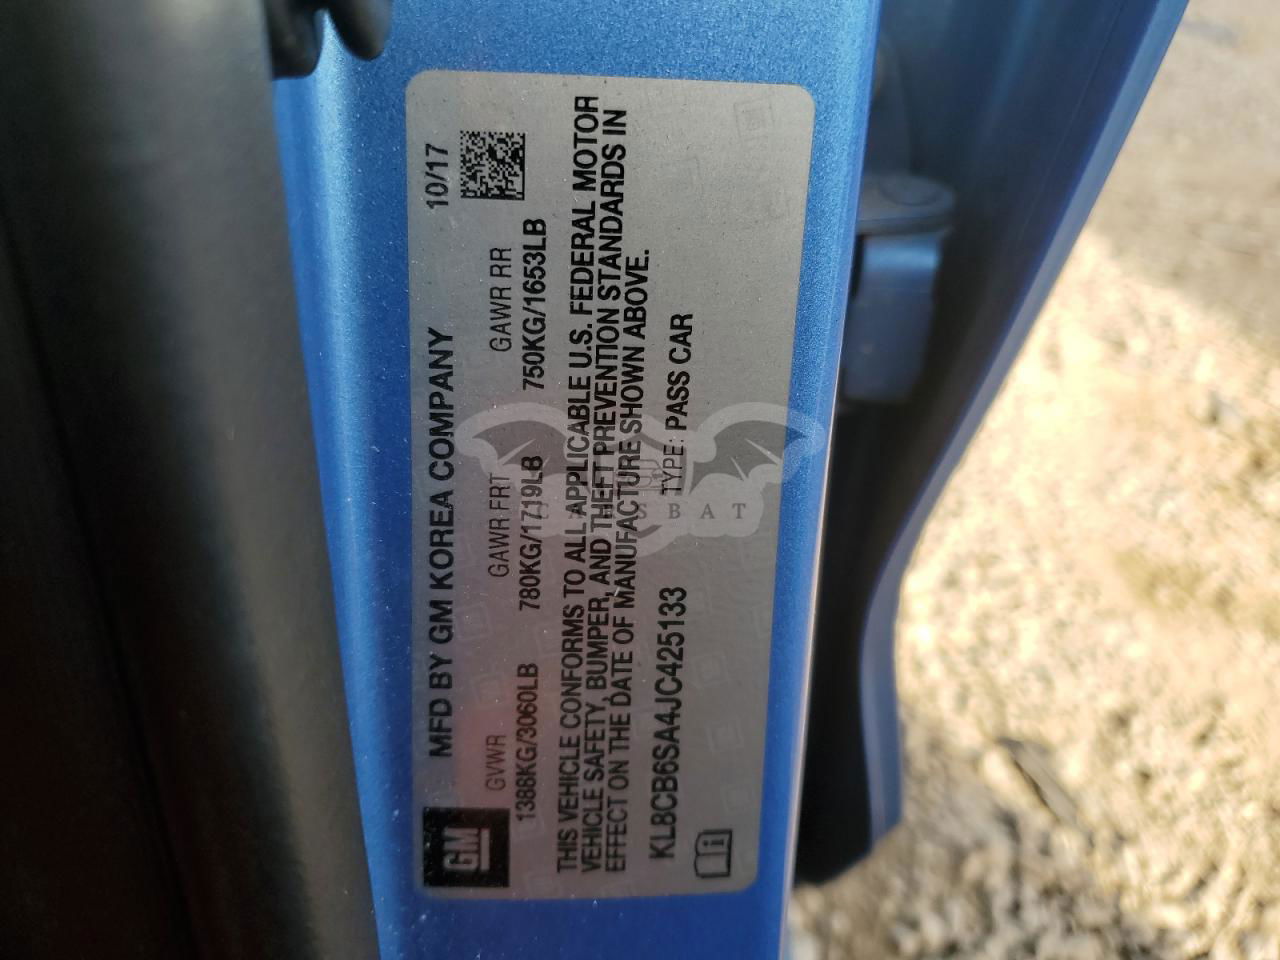 MFD BY GM KOREA COMPANY 10/17
GM
GVWR GAWR FRT GAWR RR
1388KG/3060LB 780KG/1719LB 750KG/1653LB
THIS VEHICLE CONFORMS TO ALL APPLICABLE U.S. FEDERAL MOTOR
VEHICLE SAFETY, BUMPER, AND THEFT PREVENTION STANDARDS IN
EFFECT ON THE DATE OF MANUFACTURE SHOWN ABOVE.
KL8CB6SA4JC425133 TYPE: PASS CAR
CARSBAT